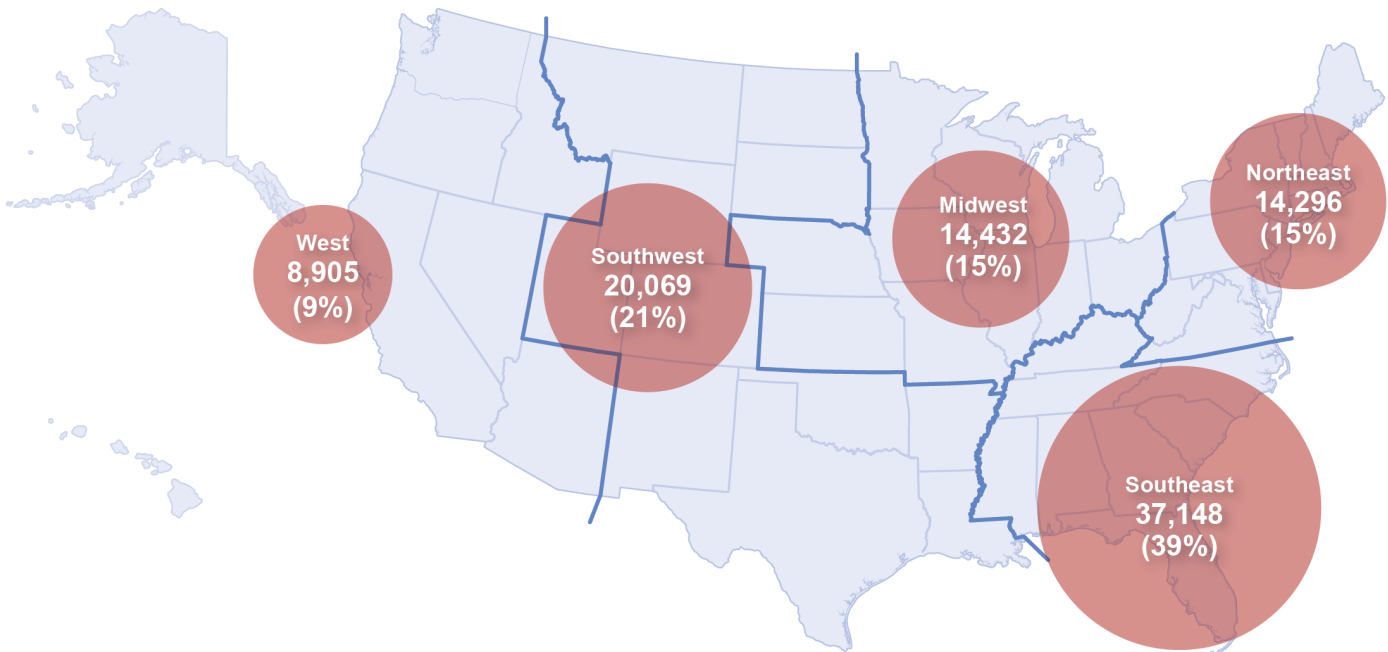 West
8,905
(9%)
Southwest
20,069
(21%)
Midwest
14,432
(15%)
Northeast
14,296
(15%)
Southeast
37,148
(39%)